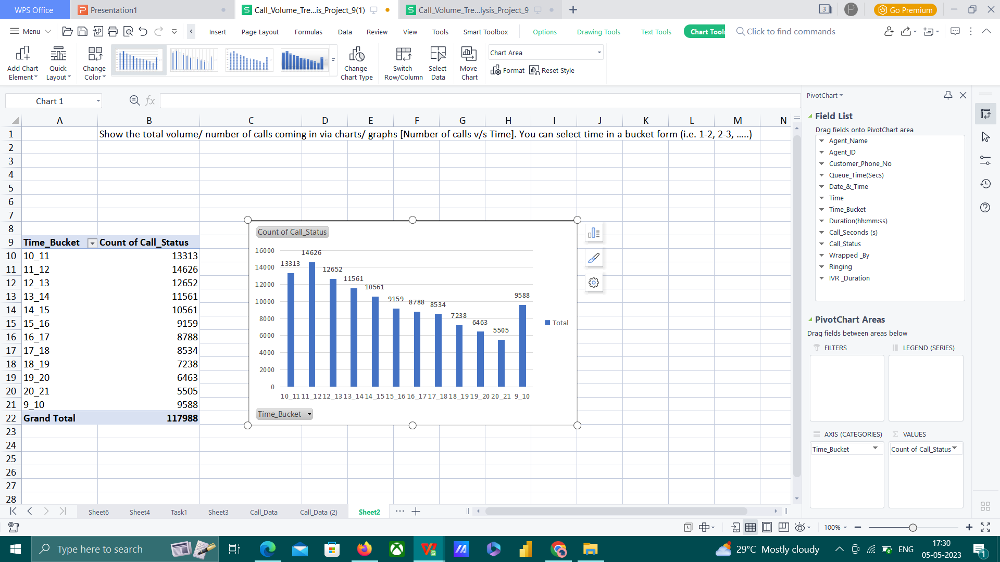 WPS Office
Presentation1
Call_Volume_Tre...is_Project_9(1)
Call_Volume_Tre...lysis_Project_9
3
P
Go Premium
Menu
Insert
Page Layout
Formulas
Data
Review
View
Tools
Smart Toolbox
Options
Drawing Tools
Text Tools
Chart Tools
Click to find commands
Add Chart Element
Quick Layout
Change Color
Change Chart Type
Switch Row/Column
Select Data
Move Chart
Chart Area
Format
Reset Style
Chart 1
fx
PivotChart
A B C D E F G H I J K L M N
1 Show the total volume/ number of calls coming in via charts/ graphs [Number of calls v/s Time]. You can select time in a bucket form (i.e. 1-2, 2-3, .....)
2
3
4
5
6
7
8
9 Time_Bucket Count of Call_Status
10 10_11 13313
11 11_12 14626
12 12_13 12652
13 13_14 11561
14 14_15 10561
15 15_16 9159
16 16_17 8788
17 17_18 8534
18 18_19 7238
19 19_20 6463
20 20_21 5505
21 9_10 9588
22 Grand Total 117988
23
24
25
26
27
28
Count of Call_Status
16000
14000
12000
10000
8000
6000
4000
2000
0
13313 14626 12652 11561 10561 9159 8788 8534 7238 6463 5505 9588
10_11 11_12 12_13 13_14 14_15 15_16 16_17 17_18 18_19 19_20 20_21 9_10
Total
Time_Bucket
Field List
Drag fields onto PivotChart area
Agent_Name
Agent_ID
Customer_Phone_No
Queue_Time(Secs)
Date_&_Time
Time
Time_Bucket
Duration(hh:mm:ss)
Call_Seconds (s)
Call_Status
Wrapped _By
Ringing
IVR _Duration
PivotChart Areas
Drag fields between areas below
FILTERS
LEGEND (SERIES)
AXIS (CATEGORIES)
VALUES
Time_Bucket
Count of Call_Status
Sheet6
Sheet4
Task1
Sheet3
Call_Data
Call_Data (2)
Sheet2
100%
Type here to search
29°C Mostly cloudy
ENG
17:30
05-05-2023
1